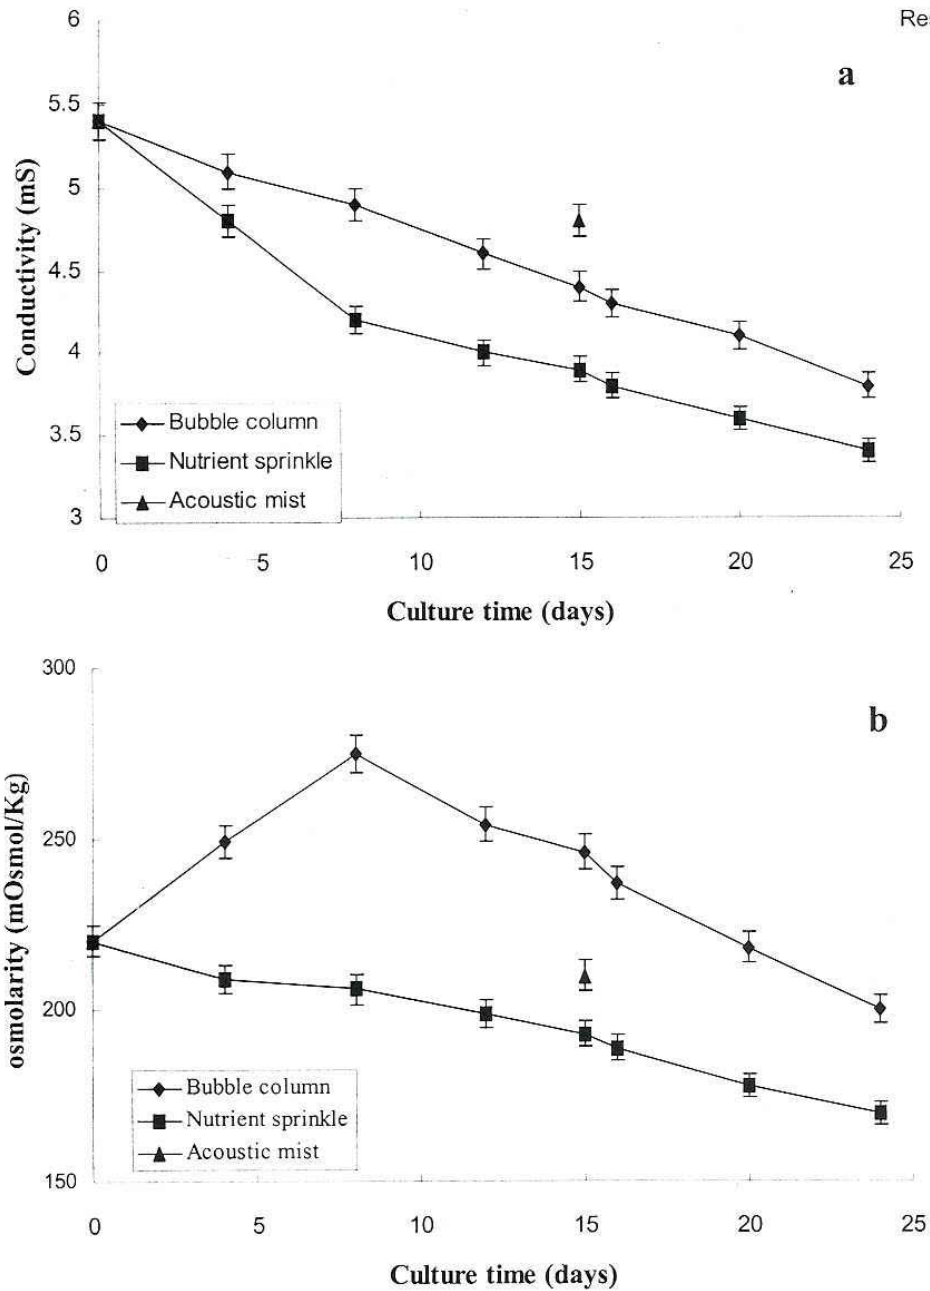 Re
6
a
5.5
5
4.5
4
3.5
3
Conductivity (mS)
Bubble column
Nutrient sprinkle
Acoustic mist
0 5 10 15 20 25
Culture time (days)
300
b
250
200
150
osmolarity (mOsmol/Kg)
Bubble column
Nutrient sprinkle
Acoustic mist
0 5 10 15 20 25
Culture time (days)